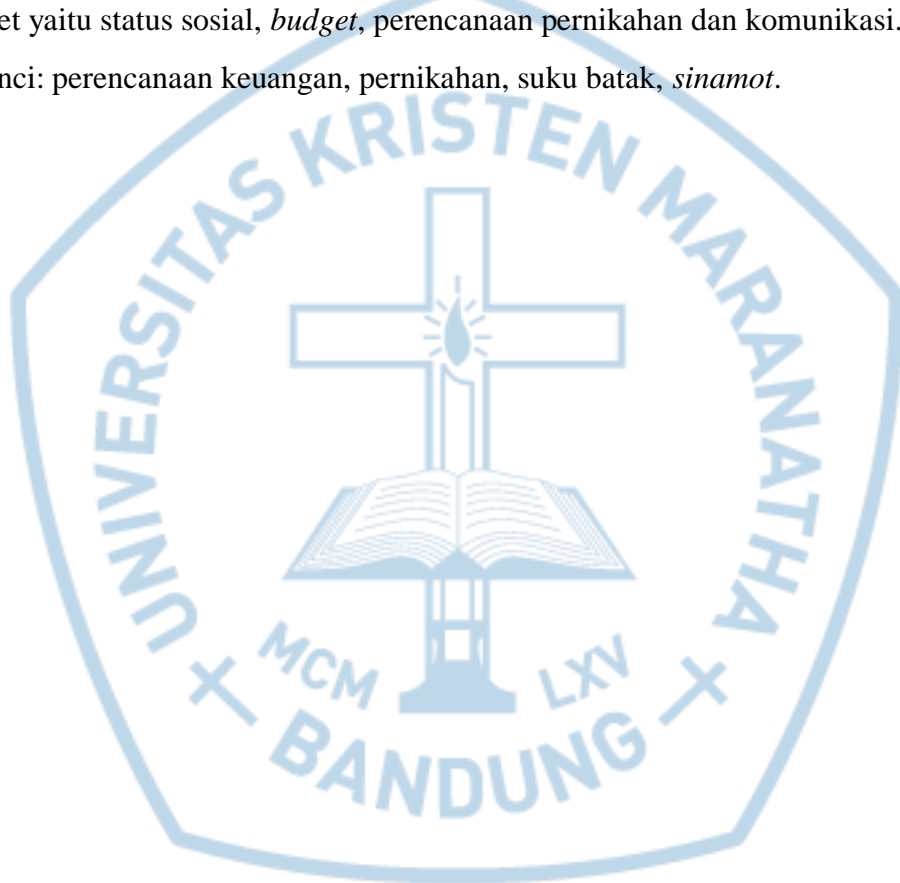 et yaitu status sosial, budget, perencanaan pernikahan dan komunikasi.
nci: perencanaan keuangan, pernikahan, suku batak, sinamot.
UNIVERSITAS KRISTEN MARANATHA
MCM LXV
BANDUNG